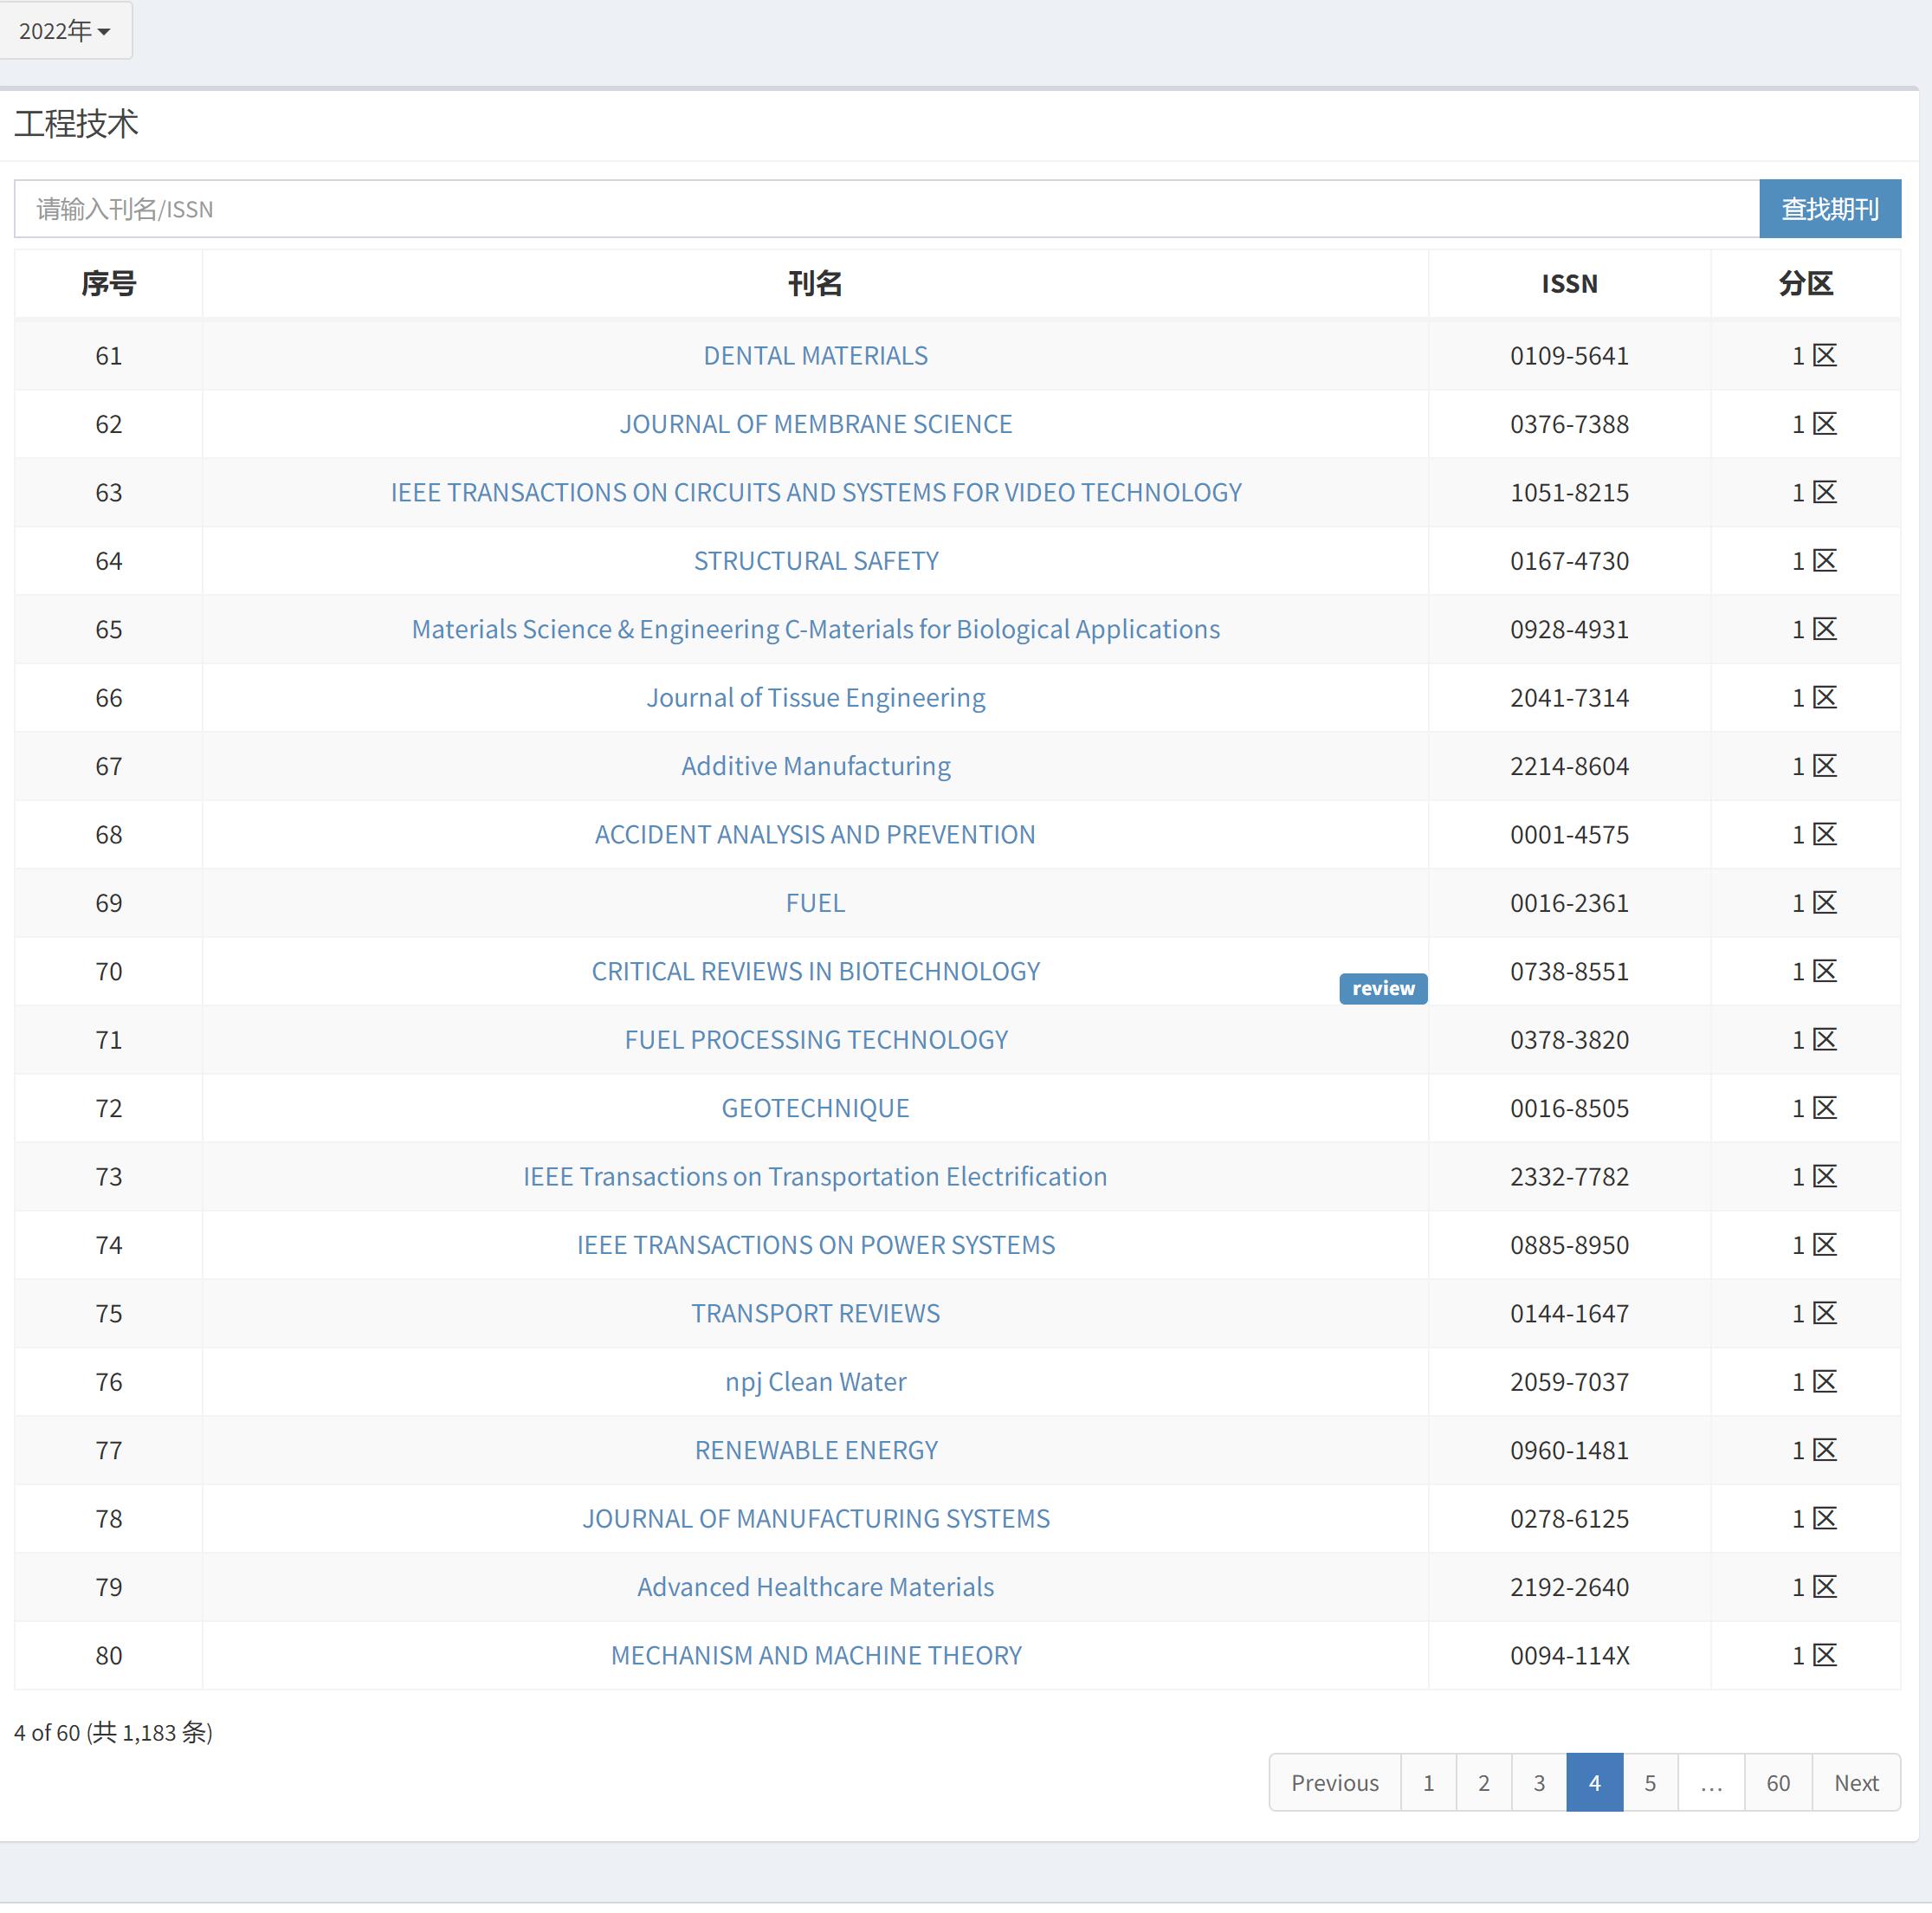 2022年
工程技术
请输入刊名/ISSN 查找期刊
序号 刊名 ISSN 分区
61 DENTAL MATERIALS 0109-5641 1 区
62 JOURNAL OF MEMBRANE SCIENCE 0376-7388 1 区
63 IEEE TRANSACTIONS ON CIRCUITS AND SYSTEMS FOR VIDEO TECHNOLOGY 1051-8215 1 区
64 STRUCTURAL SAFETY 0167-4730 1 区
65 Materials Science & Engineering C-Materials for Biological Applications 0928-4931 1 区
66 Journal of Tissue Engineering 2041-7314 1 区
67 Additive Manufacturing 2214-8604 1 区
68 ACCIDENT ANALYSIS AND PREVENTION 0001-4575 1 区
69 FUEL 0016-2361 1 区
70 CRITICAL REVIEWS IN BIOTECHNOLOGY review 0738-8551 1 区
71 FUEL PROCESSING TECHNOLOGY 0378-3820 1 区
72 GEOTECHNIQUE 0016-8505 1 区
73 IEEE Transactions on Transportation Electrification 2332-7782 1 区
74 IEEE TRANSACTIONS ON POWER SYSTEMS 0885-8950 1 区
75 TRANSPORT REVIEWS 0144-1647 1 区
76 npj Clean Water 2059-7037 1 区
77 RENEWABLE ENERGY 0960-1481 1 区
78 JOURNAL OF MANUFACTURING SYSTEMS 0278-6125 1 区
79 Advanced Healthcare Materials 2192-2640 1 区
80 MECHANISM AND MACHINE THEORY 0094-114X 1 区
4 of 60 (共 1,183 条)
Previous 1 2 3 4 5 … 60 Next